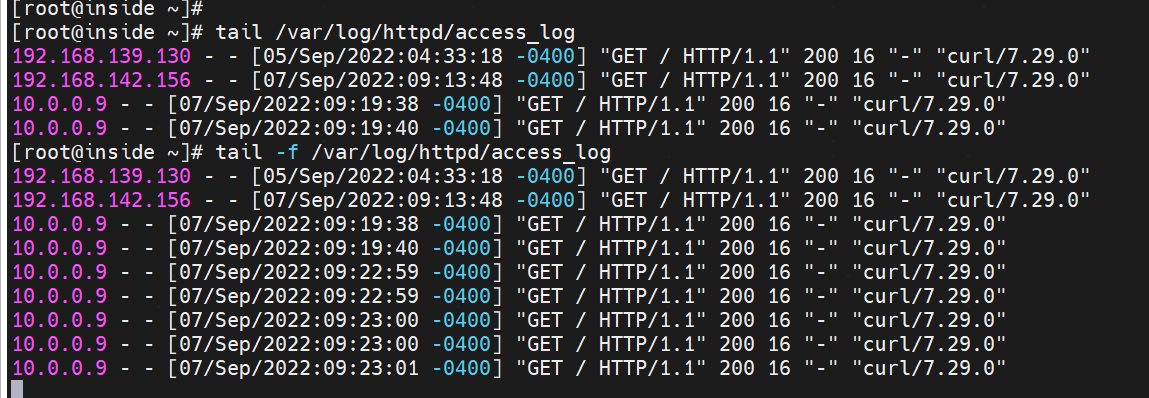 [root@inside ~]#
[root@inside ~]# tail /var/log/httpd/access_log
192.168.139.130 - - [05/Sep/2022:04:33:18 -0400] "GET / HTTP/1.1" 200 16 "-" "curl/7.29.0"
192.168.142.156 - - [07/Sep/2022:09:13:48 -0400] "GET / HTTP/1.1" 200 16 "-" "curl/7.29.0"
10.0.0.9 - - [07/Sep/2022:09:19:38 -0400] "GET / HTTP/1.1" 200 16 "-" "curl/7.29.0"
10.0.0.9 - - [07/Sep/2022:09:19:40 -0400] "GET / HTTP/1.1" 200 16 "-" "curl/7.29.0"
[root@inside ~]# tail -f /var/log/httpd/access_log
192.168.139.130 - - [05/Sep/2022:04:33:18 -0400] "GET / HTTP/1.1" 200 16 "-" "curl/7.29.0"
192.168.142.156 - - [07/Sep/2022:09:13:48 -0400] "GET / HTTP/1.1" 200 16 "-" "curl/7.29.0"
10.0.0.9 - - [07/Sep/2022:09:19:38 -0400] "GET / HTTP/1.1" 200 16 "-" "curl/7.29.0"
10.0.0.9 - - [07/Sep/2022:09:19:40 -0400] "GET / HTTP/1.1" 200 16 "-" "curl/7.29.0"
10.0.0.9 - - [07/Sep/2022:09:22:59 -0400] "GET / HTTP/1.1" 200 16 "-" "curl/7.29.0"
10.0.0.9 - - [07/Sep/2022:09:22:59 -0400] "GET / HTTP/1.1" 200 16 "-" "curl/7.29.0"
10.0.0.9 - - [07/Sep/2022:09:23:00 -0400] "GET / HTTP/1.1" 200 16 "-" "curl/7.29.0"
10.0.0.9 - - [07/Sep/2022:09:23:00 -0400] "GET / HTTP/1.1" 200 16 "-" "curl/7.29.0"
10.0.0.9 - - [07/Sep/2022:09:23:01 -0400] "GET / HTTP/1.1" 200 16 "-" "curl/7.29.0"